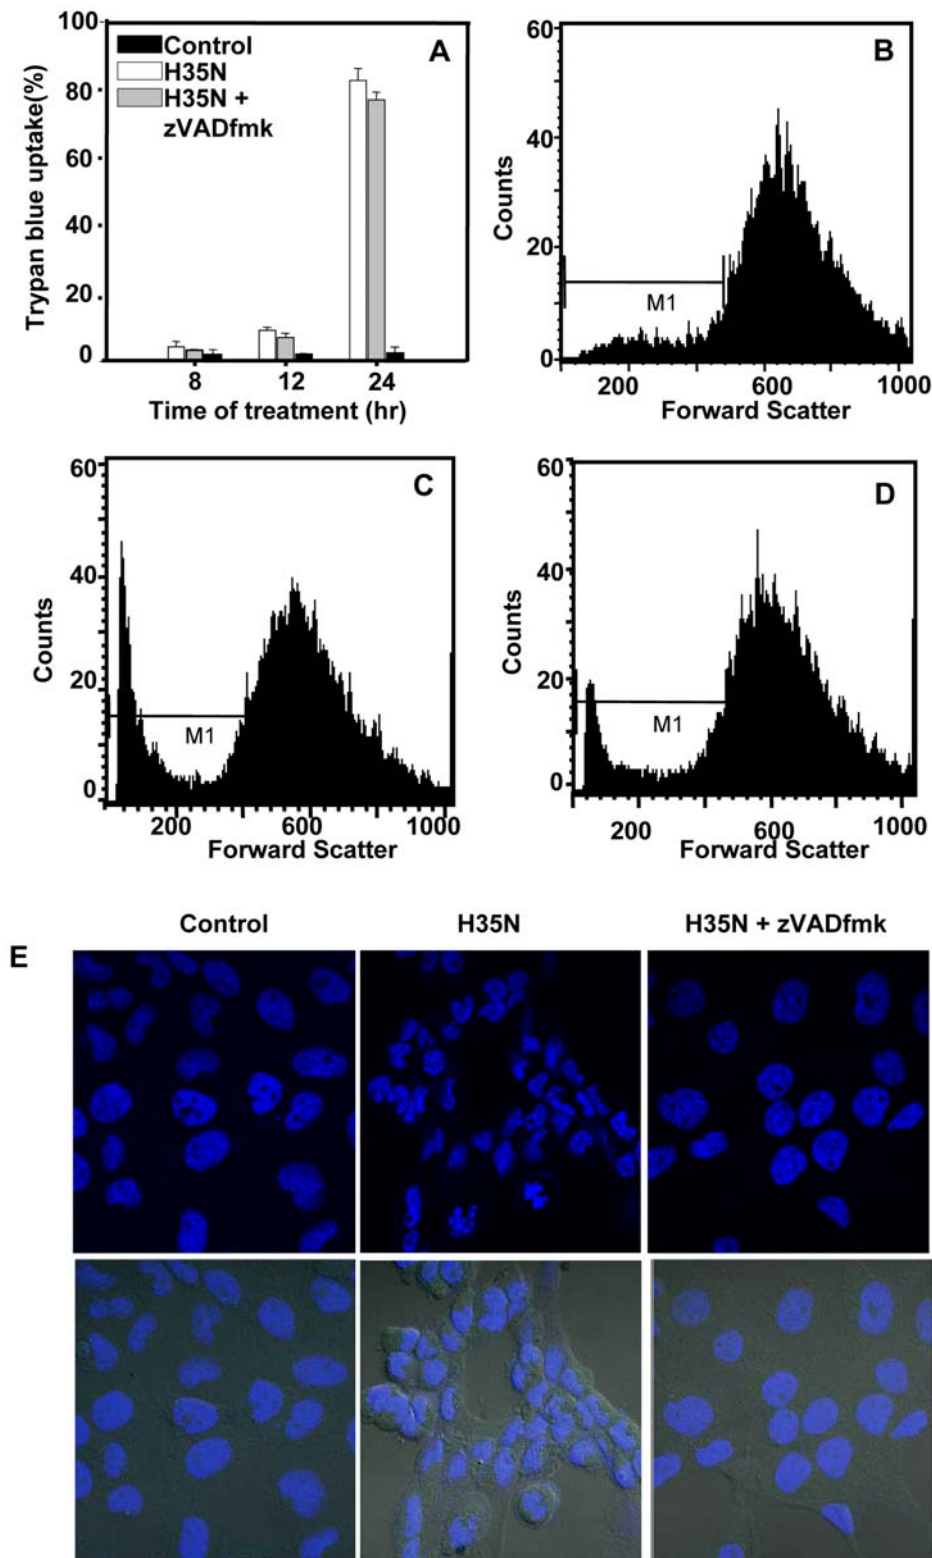 A
Control
H35N
H35N +
zVADfmk
Trypan blue uptake(%)
100
80
60
40
20
0
8 12 24
Time of treatment (hr)
B
Counts
60
40
20
0
M1
200 600 1000
Forward Scatter
C
Counts
60
40
20
0
M1
200 600 1000
Forward Scatter
D
Counts
60
40
20
0
M1
200 600 1000
Forward Scatter
E
Control H35N H35N + zVADfmk